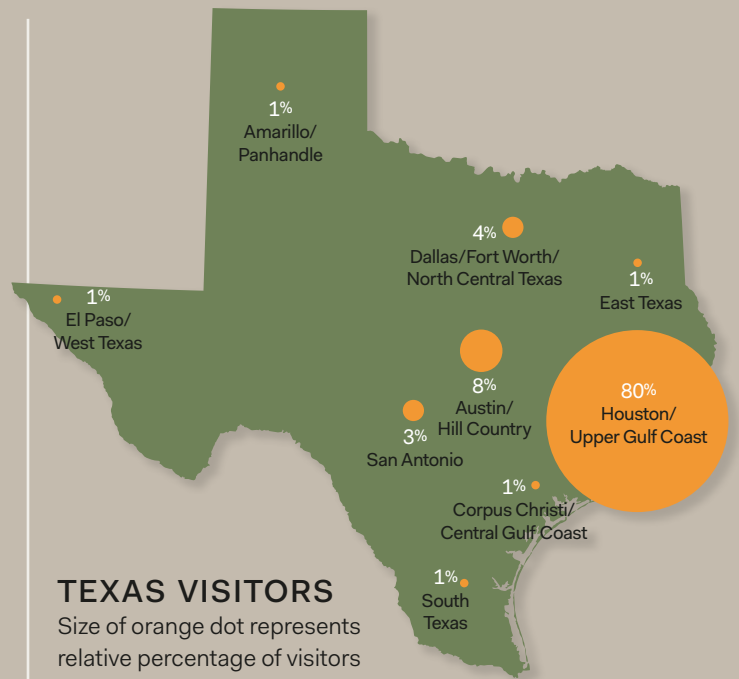 1%
Amarillo/
Panhandle
4%
Dallas/Fort Worth/
North Central Texas
1%
East Texas
1%
El Paso/
West Texas
8%
Austin/
Hill Country
80%
Houston/
Upper Gulf Coast
3%
San Antonio
1%
Corpus Christi/
Central Gulf Coast
1%
South
Texas
TEXAS VISITORS
Size of orange dot represents
relative percentage of visitors